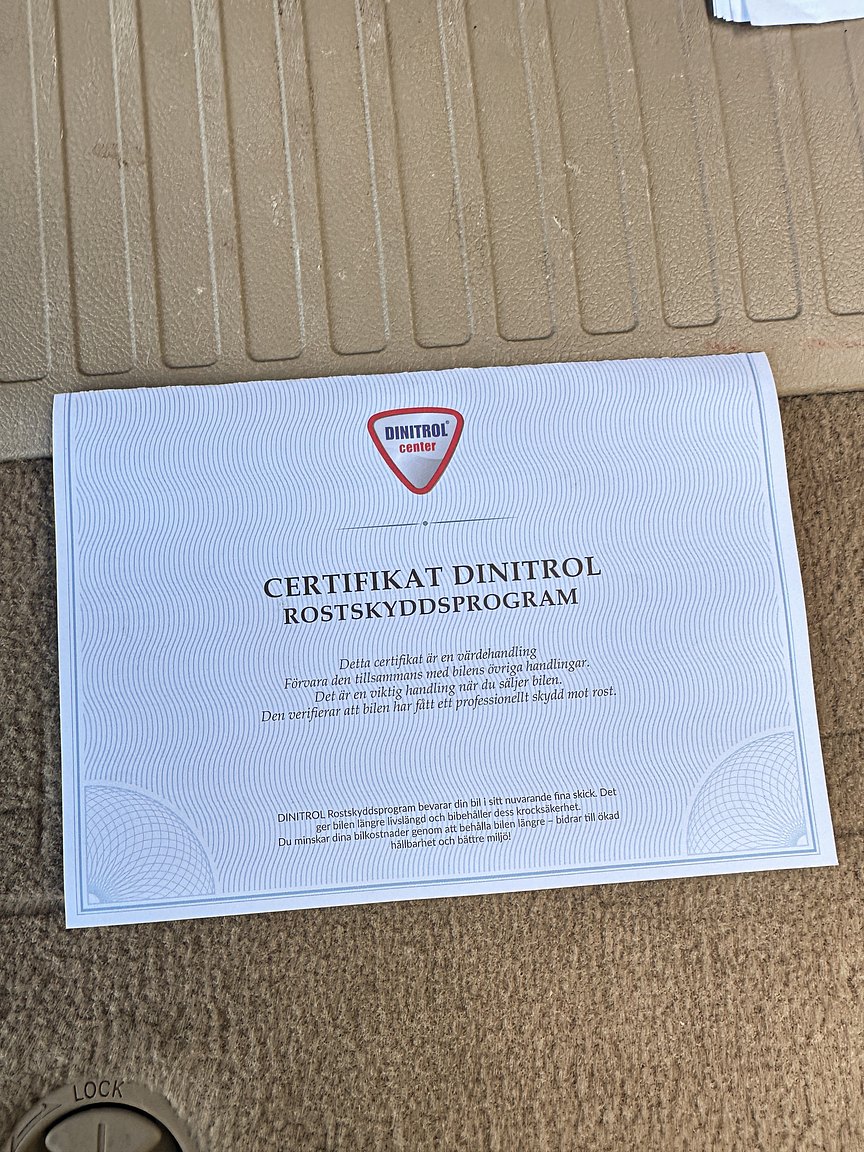 DINITROL®
center
CERTIFIKAT DINITROL
ROSTSKYDDSPROGRAM
Detta certifikat är en värdehandling
Förvara den tillsammans med bilens övriga handlingar.
Det är en viktig handling när du säljer bilen.
Den verifierar att bilen har fått ett professionellt skydd mot rost.
DINITROL Rostskyddsprogram bevarar din bil i sitt nuvarande fina skick. Det
ger bilen längre livslängd och bibehåller dess krocksäkerhet.
Du minskar dina bilkostnader genom att behålla bilen längre – bidrar till ökad
hållbarhet och bättre miljö!
LOCK